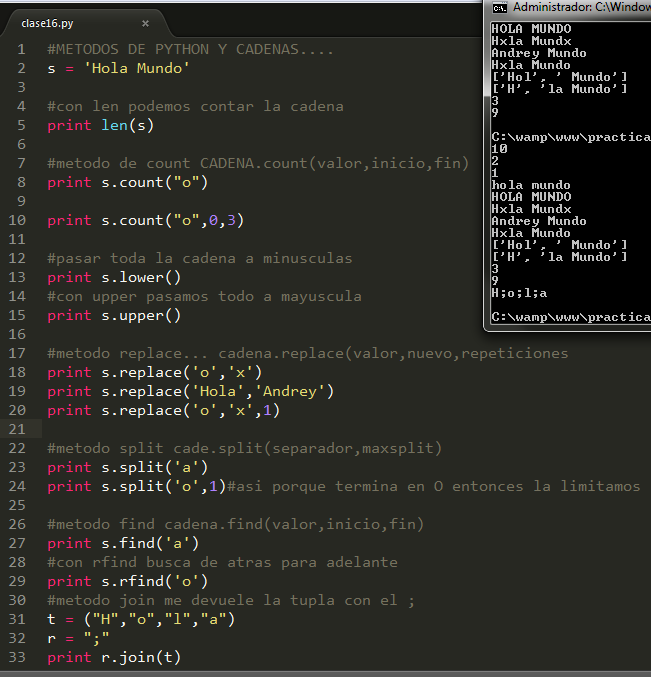 clase16.py
1 #METODOS DE PYTHON Y CADENAS....
2 s = 'Hola Mundo'
3
4 #con len podemos contar la cadena
5 print len(s)
6
7 #metodo de count CADENA.count(valor,inicio,fin)
8 print s.count("o")
9
10 print s.count("o",0,3)
11
12 #pasar toda la cadena a minusculas
13 print s.lower()
14 #con upper pasamos todo a mayuscula
15 print s.upper()
16
17 #metodo replace... cadena.replace(valor,nuevo,repeticiones
18 print s.replace('o','x')
19 print s.replace('Hola','Andrey')
20 print s.replace('o','x',1)
21
22 #metodo split cade.split(separador,maxsplit)
23 print s.split('a')
24 print s.split('o',1)#asi porque termina en O entonces la limitamos
25
26 #metodo find cadena.find(valor,inicio,fin)
27 print s.find('a')
28 #con rfind busca de atras para adelante
29 print s.rfind('o')
30 #metodo join me devuele la tupla con el ;
31 t = ("H","o","l","a")
32 r = ";"
33 print r.join(t)
Administrador: C:\Window
HOLA MUNDO
Hxla Mundx
Andrey Mundo
Hxla Mundo
['Hol', ' Mundo']
['H', 'la Mundo']
3
9
C:\wamp\www\practica
10
2
1
hola mundo
HOLA MUNDO
Hxla Mundx
Andrey Mundo
Hxla Mundo
['Hol', ' Mundo']
['H', 'la Mundo']
3
9
H;o;l;a
C:\wamp\www\practica